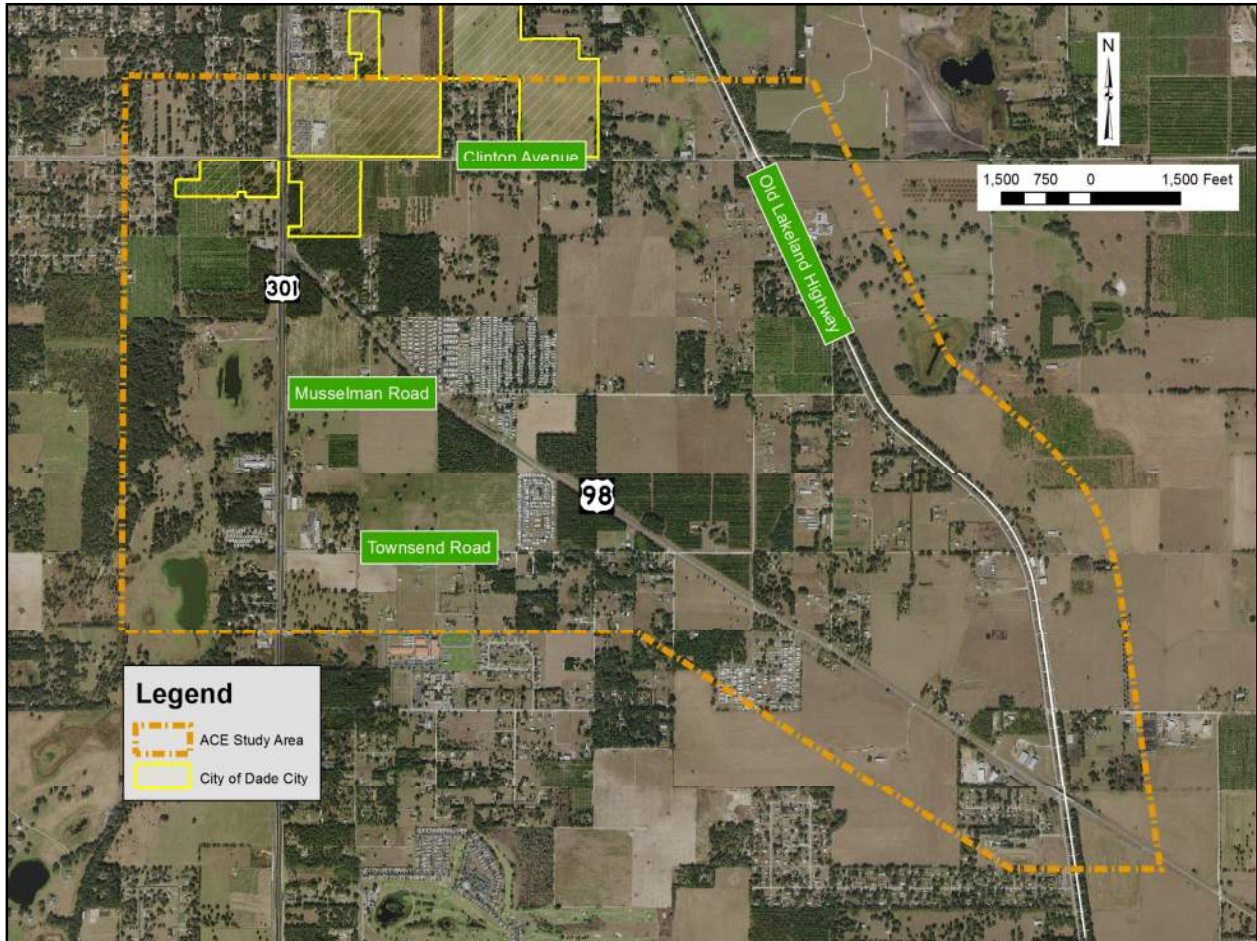 N
1,500 750 0 1,500 Feet
Clinton Avenue
Old Lakeland Highway
301
Musselman Road
98
Townsend Road
Legend
ACE Study Area
City of Dade City